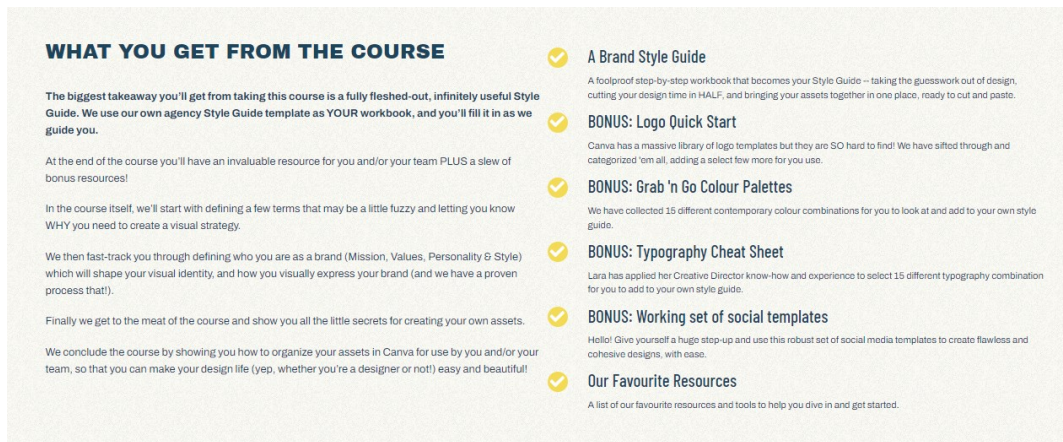 WHAT YOU GET FROM THE COURSE
The biggest takeaway you'll get from taking this course is a fully fleshed-out, infinitely useful Style
Guide. We use our own agency Style Guide template as YOUR workbook, and you'll fill it in as we
guide you.
At the end of the course you'll have an invaluable resource for you and/or your team PLUS a slew of
bonus resources!
In the course itself, we'll start with defining a few terms that may be a little fuzzy and letting you know
WHY you need to create a visual strategy.
We then fast-track you through defining who you are as a brand (Mission, Values, Personality & Style)
which will shape your visual identity, and how you visually express your brand (and we have a proven
process that!).
Finally we get to the meat of the course and show you all the little secrets for creating your own assets.
We conclude the course by showing you how to organize your assets in Canva for use by you and/or your
team, so that you can make your design life (yep, whether you're a designer or not!) easy and beautiful!
A Brand Style Guide
A foolproof step-by-step workbook that becomes your Style Guide – taking the guesswork out of design,
cutting your design time in HALF, and bringing your assets together in one place, ready to cut and paste.
BONUS: Logo Quick Start
Canva has a massive library of logo templates but they are SO hard to find! We have sifted through and
categorized 'em all, adding a select few more for you use.
BONUS: Grab 'n Go Colour Palettes
We have collected 15 different contemporary colour combinations for you to look at and add to your own style
guide.
BONUS: Typography Cheat Sheet
Lara has applied her Creative Director know-how and experience to select 15 different typography combination
for you to add to your own style guide.
BONUS: Working set of social templates
Hello! Give yourself a huge step-up and use this robust set of social media templates to create flawless and
cohesive designs, with ease.
Our Favourite Resources
A list of our favourite resources and tools to help you dive in and get started.